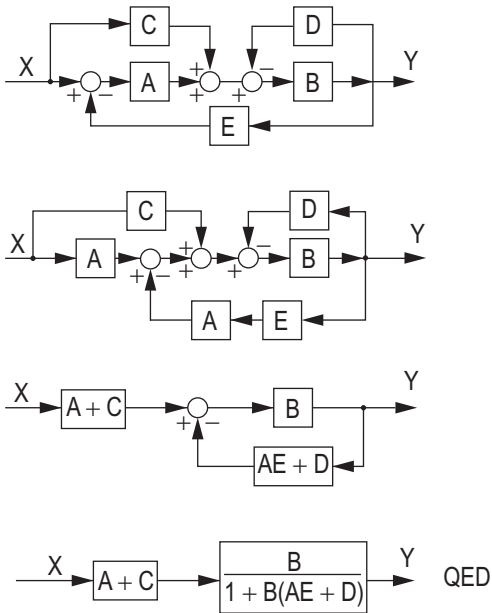 C D
X + − A + + + − B Y
E
C D
X A + − + + + − B Y
A E
X A + C + − B Y
AE + D
X A + C B Y QED
1 + B(AE + D)